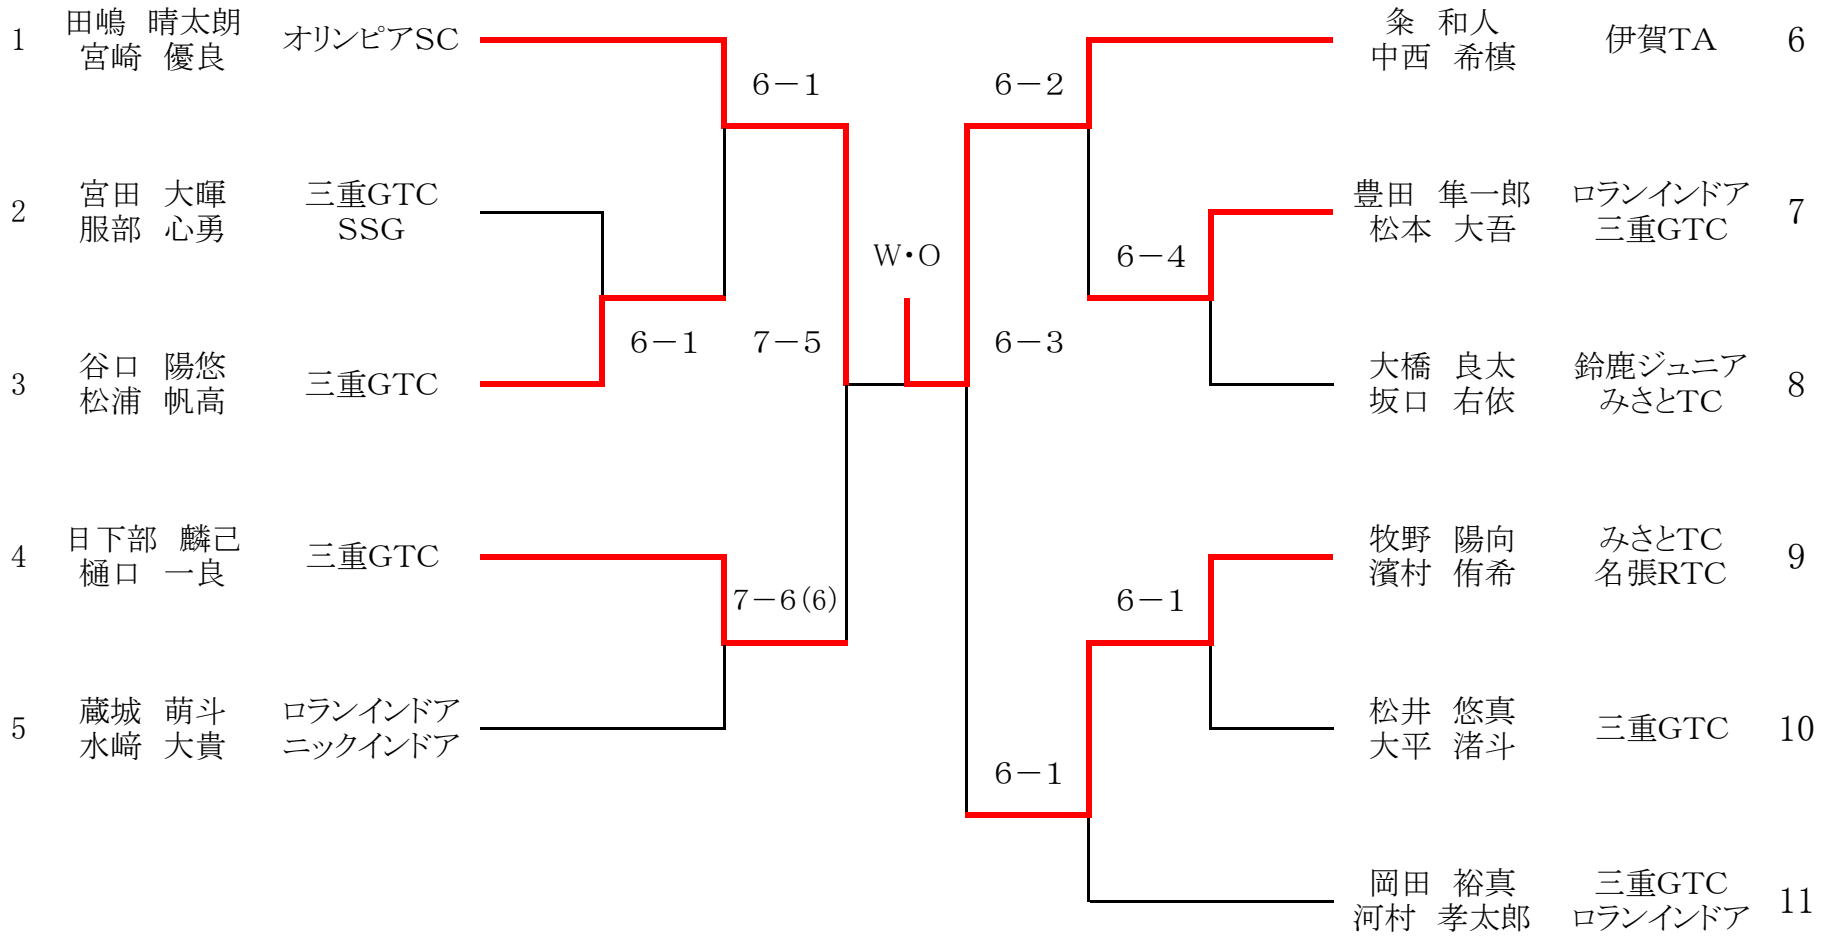 1 田嶋 晴太朗 オリンピアSC
宮崎 優良
2 宮田 大暉 三重GTC
服部 心勇 SSG
3 谷口 陽悠 三重GTC
松浦 帆高
4 日下部 麟己 三重GTC
樋口 一良
5 蔵城 萌斗 ロランインドア
水﨑 大貴 ニックインドア
6-1
6-1
7-5
7-6(6)
W・O
6-2
6-4
6-3
6-1
6-1
粂 和人 伊賀TA 6
中西 希槙
豊田 隼一郎 ロランインドア 7
松本 大吾 三重GTC
大橋 良太 鈴鹿ジュニア 8
坂口 右依 みさとTC
牧野 陽向 みさとTC 9
濱村 侑希 名張RTC
松井 悠真 三重GTC 10
大平 渚斗
岡田 裕真 三重GTC 11
河村 孝太郎 ロランインドア